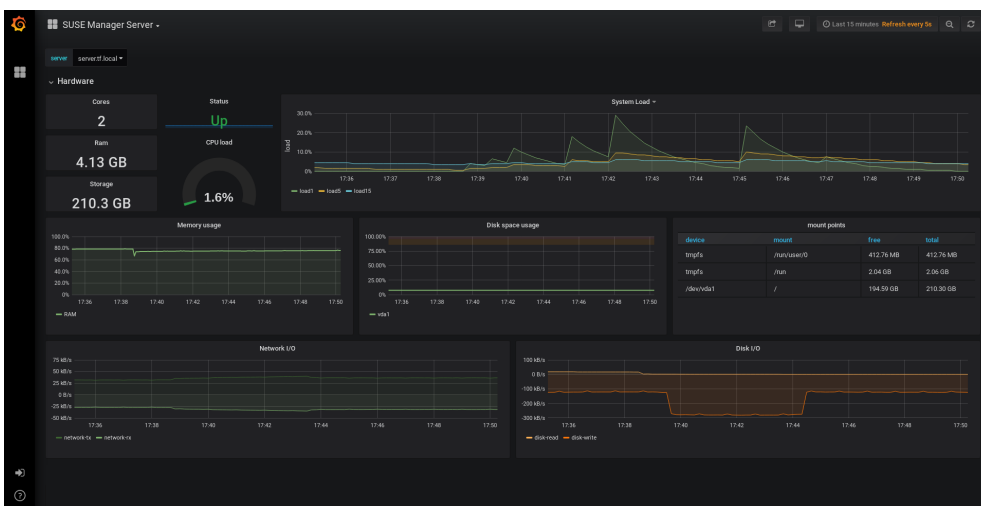 SUSE Manager Server
Last 15 minutes Refresh every 5s
server server.tf.local
Hardware
Cores
2
Ram
4.13 GB
Storage
210.3 GB
Status
Up
CPU load
1.6%
System Load
load
30.0%
20.0%
10.0%
0%
17:36 17:37 17:38 17:39 17:40 17:41 17:42 17:43 17:44 17:45 17:46 17:47 17:48 17:49 17:50
load1 load5 load15
Memory usage
100.0%
80.0%
60.0%
40.0%
20.0%
0%
17:36 17:38 17:40 17:42 17:44 17:46 17:48 17:50
RAM
Disk space usage
100.00%
75.00%
50.00%
25.00%
0%
17:36 17:38 17:40 17:42 17:44 17:46 17:48 17:50
vda1
mount points
device mount free total
tmpfs /run/user/0 412.76 MB 412.76 MB
tmpfs /run 2.04 GB 2.06 GB
/dev/vda1 / 194.59 GB 210.30 GB
Network I/O
75 kB/s
50 kB/s
25 kB/s
0 B/s
-25 kB/s
-50 kB/s
17:36 17:38 17:40 17:42 17:44 17:46 17:48 17:50
network-tx network-rx
Disk I/O
100 kB/s
0 B/s
-100 kB/s
-200 kB/s
-300 kB/s
17:36 17:38 17:40 17:42 17:44 17:46 17:48 17:50
disk-read disk-write